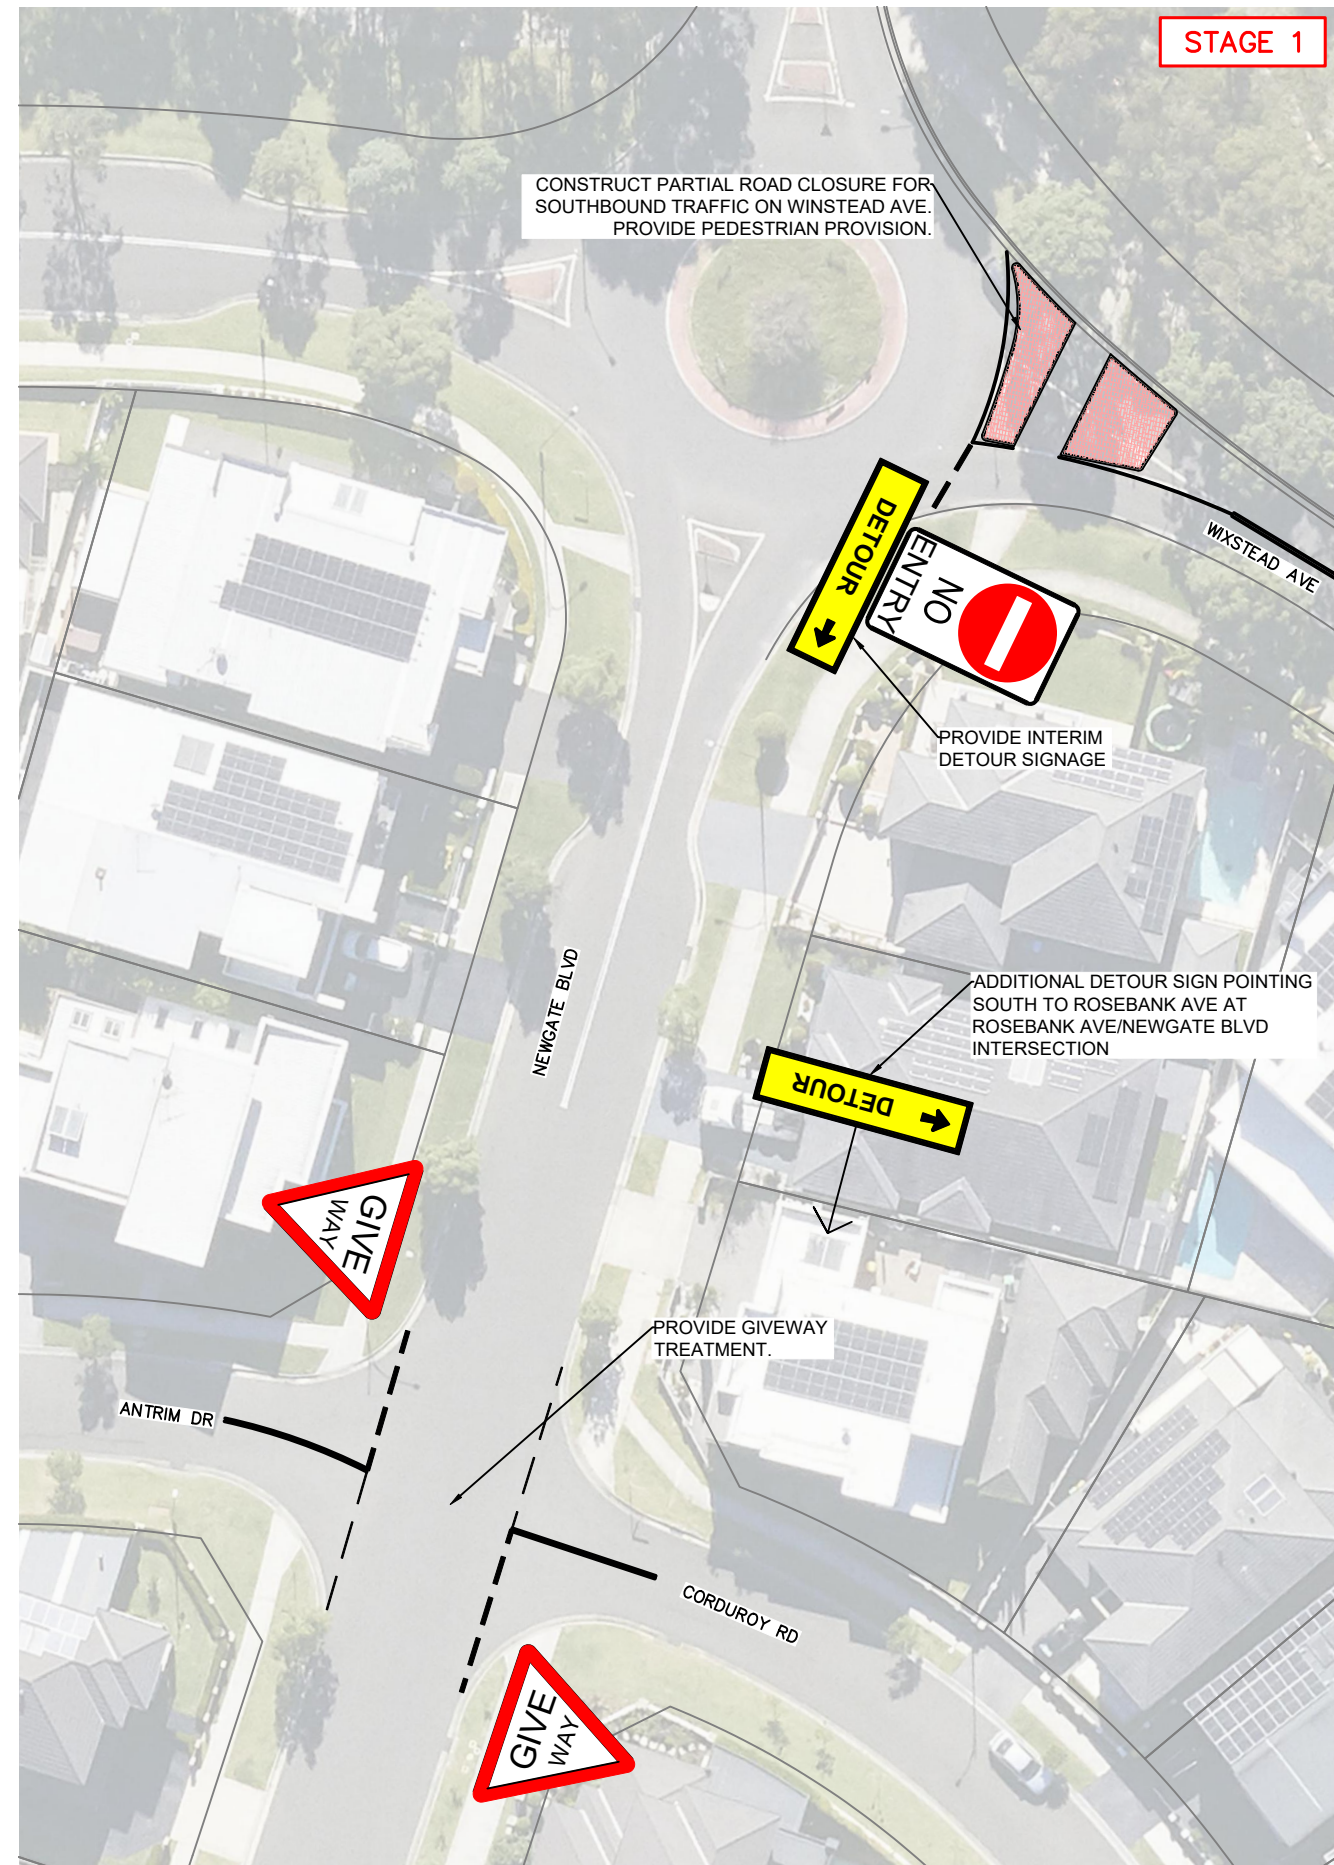 STAGE 1
CONSTRUCT PARTIAL ROAD CLOSURE FOR
SOUTHBOUND TRAFFIC ON WINSTEAD AVE.
PROVIDE PEDESTRIAN PROVISION.
WIXSTEAD AVE
DETOUR
NO
ENTRY
PROVIDE INTERIM
DETOUR SIGNAGE
NEWGATE BLVD
ADDITIONAL DETOUR SIGN POINTING
SOUTH TO ROSEBANK AVE AT
ROSEBANK AVE/NEWGATE BLVD
INTERSECTION
DETOUR
GIVE
WAY
PROVIDE GIVEWAY
TREATMENT.
ANTRIM DR
CORDUROY RD
GIVE
WAY